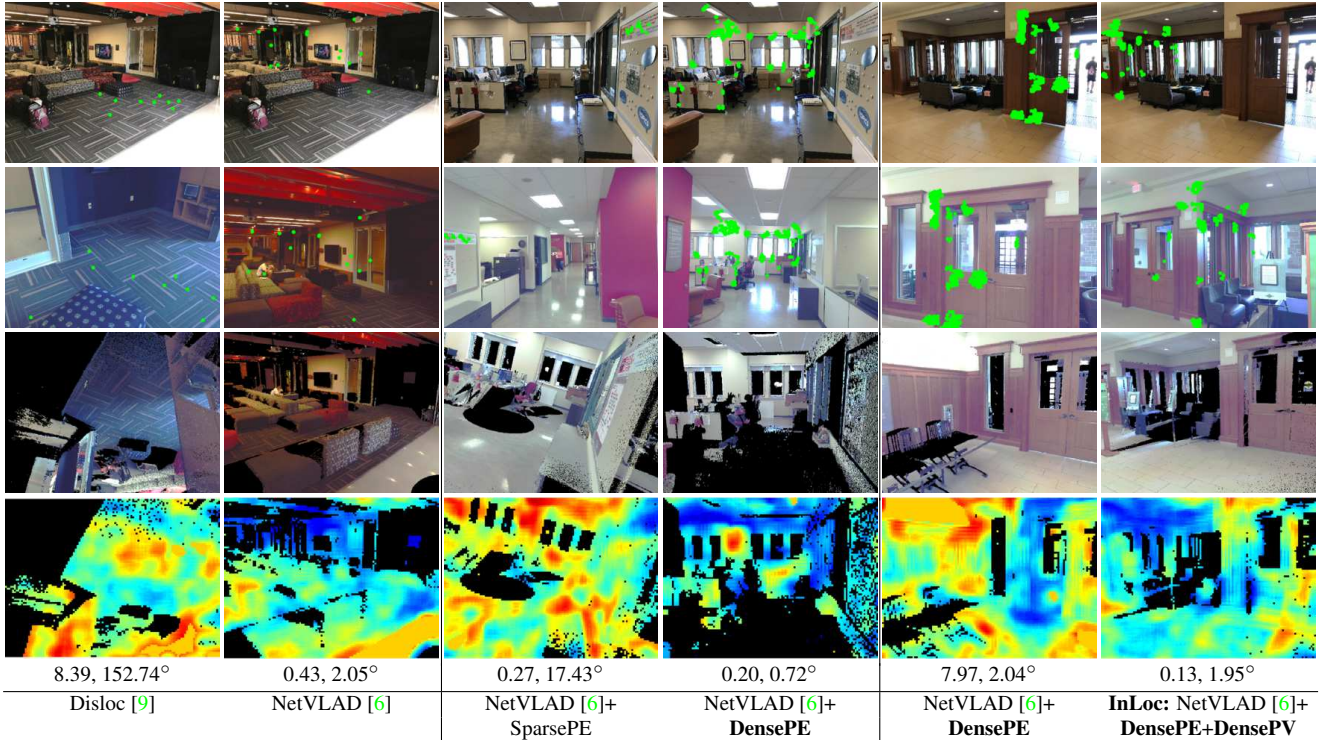 8.39, 152.74° 0.43, 2.05° 0.27, 17.43° 0.20, 0.72° 7.97, 2.04° 0.13, 1.95°
Disloc [9] NetVLAD [6] NetVLAD [6]+ NetVLAD [6]+ NetVLAD [6]+ InLoc: NetVLAD [6]+
SparsePE DensePE DensePE DensePE+DensePV